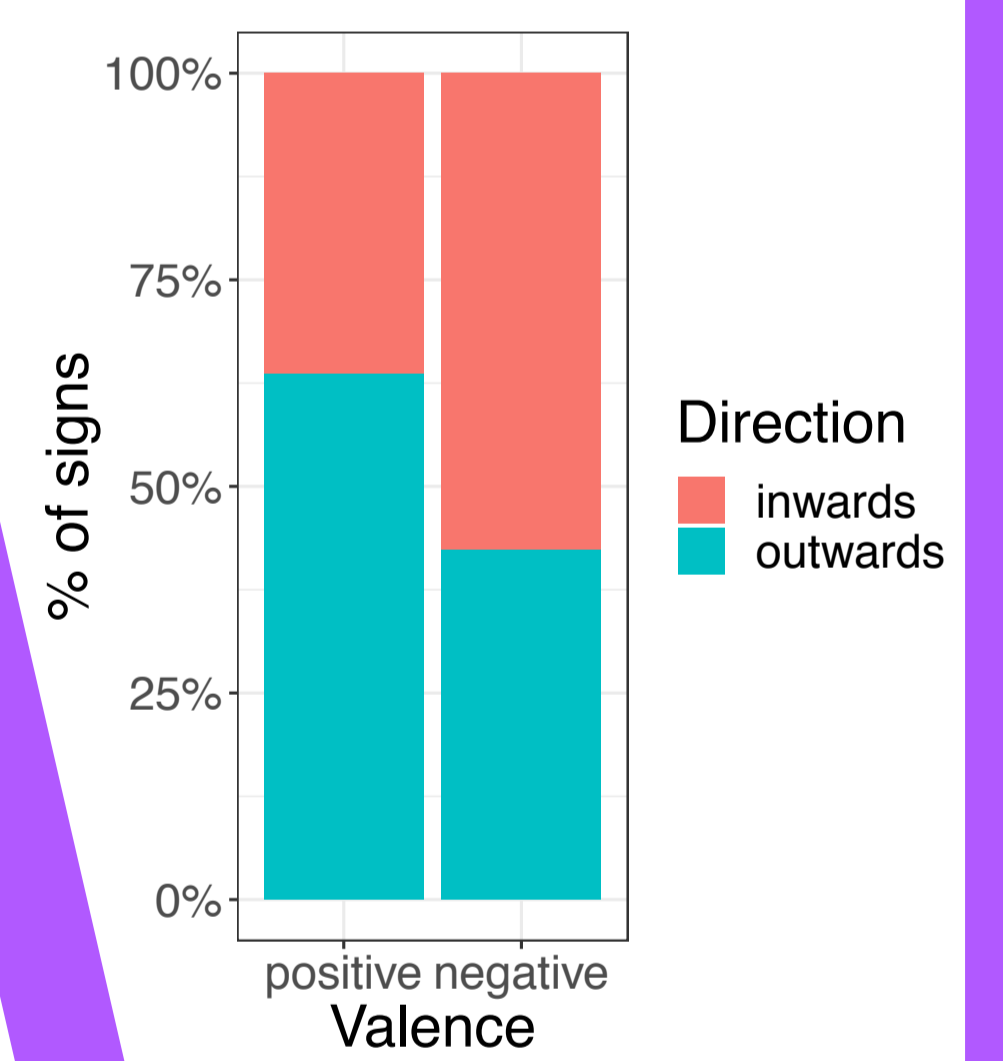 100%
75%
50%
25%
0%
% of signs
positive negative
Valence
Direction
inwards
outwards